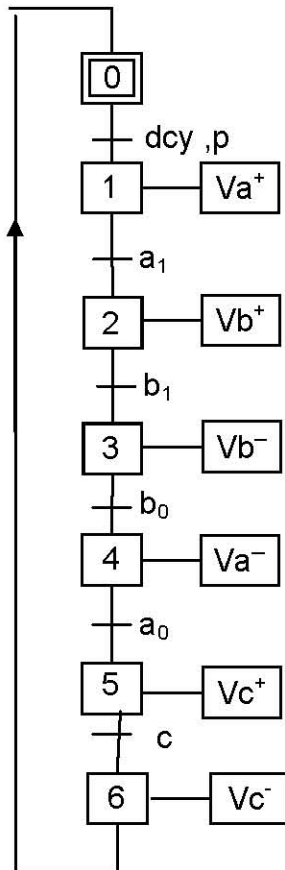 0
dcy ,p
1 Va⁺
a₁
2 Vb⁺
b₁
3 Vb⁻
b₀
4 Va⁻
a₀
5 Vc⁺
c
6 Vc⁻